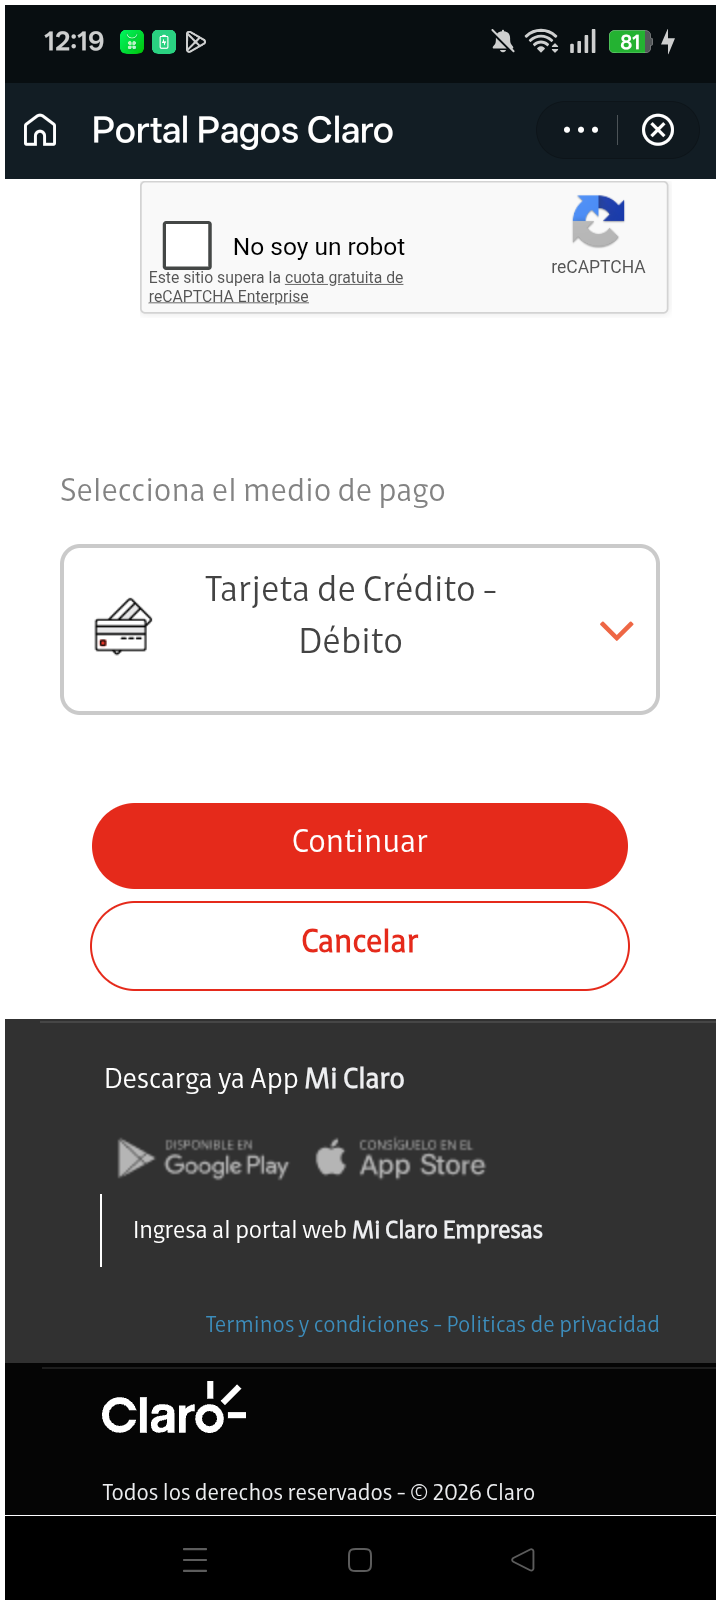 12:19
81
Portal Pagos Claro
No soy un robot
reCAPTCHA
Este sitio supera la cuota gratuita de
reCAPTCHA Enterprise
Selecciona el medio de pago
Tarjeta de Crédito -
Débito
Continuar
Cancelar
Descarga ya App Mi Claro
DISPONIBLE EN
Google Play
CONSÍGUELO EN EL
App Store
Ingresa al portal web Mi Claro Empresas
Terminos y condiciones - Politicas de privacidad
Claro
Todos los derechos reservados - © 2026 Claro